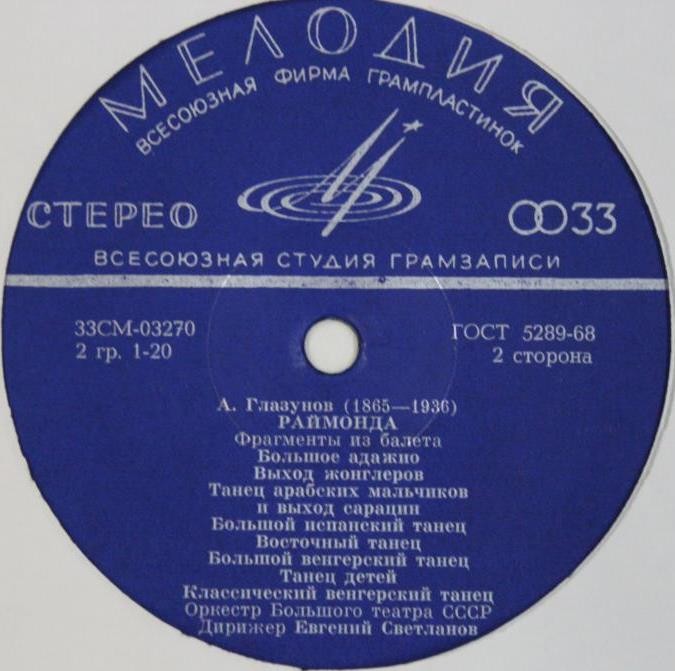 МЕЛОДИЯ
ВСЕСОЮЗНАЯ ФИРМА ГРАМПЛАСТИНОК
СТЕРЕО
33
ВСЕСОЮЗНАЯ СТУДИЯ ГРАМЗАПИСИ
33СМ-03270
ГОСТ 5289-68
2 гр. 1-20
2 сторона
А. Глазунов (1865—1936)
РАЙМОНДА
Фрагменты из балета
Большое адажио
Выход жонглеров
Танец арабских мальчиков
и выход сарацин
Большой испанский танец
Восточный танец
Большой венгерский танец
Танец детей
Классический венгерский танец
Оркестр Большого театра СССР
Дирижер Евгений Светланов